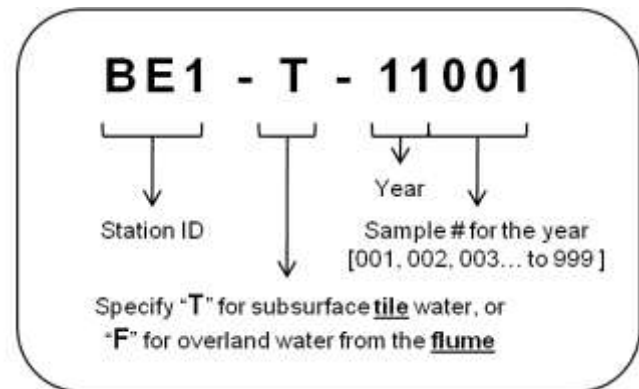 BE1 - T - 11001
Year
Station ID
Sample # for the year
[001, 002, 003... to 999 ]
Specify “T” for subsurface tile water, or
“F” for overland water from the flume